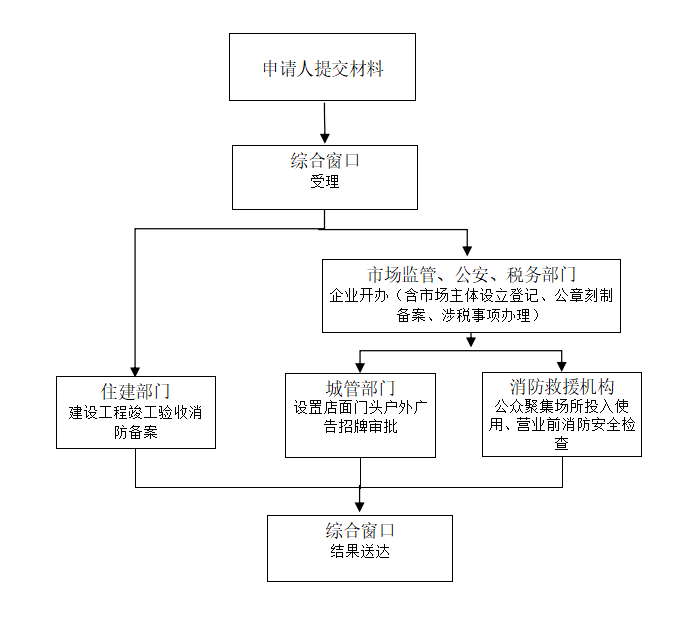 申请人提交材料
综合窗口
受理
市场监管、公安、税务部门
企业开办（含市场主体设立登记、公章刻制
备案、涉税事项办理）
住建部门
建设工程竣工验收消
防备案
城管部门
设置店面门头户外广
告招牌审批
消防救援机构
公众聚集场所投入使
用、营业前消防安全检
查
综合窗口
结果送达